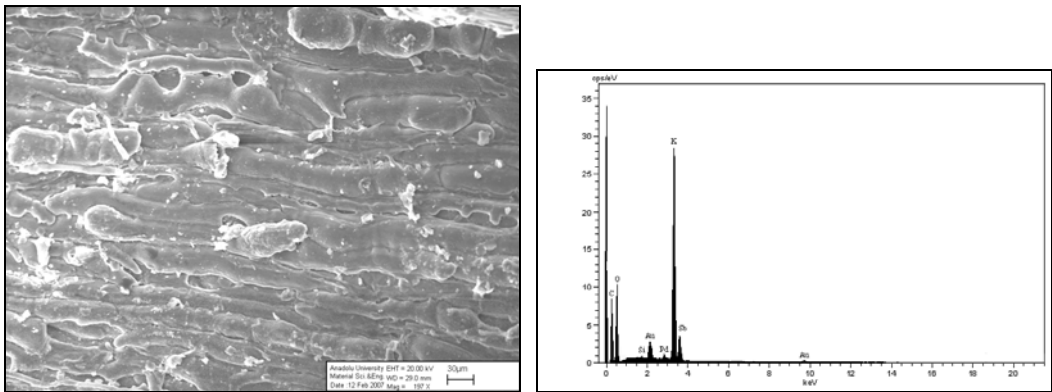 Anadolu University EHT = 20.00 kV
Material Sci &Eng. WD = 29.0 mm
Date :12 Feb 2007 Mag = 197 X
30µm
cps/eV
35
30
25
20
15
10
5
0
K
C
O
Si
Au
Pd
Sb
Au
0 2 4 6 8 10 12 14 16 18 20
keV